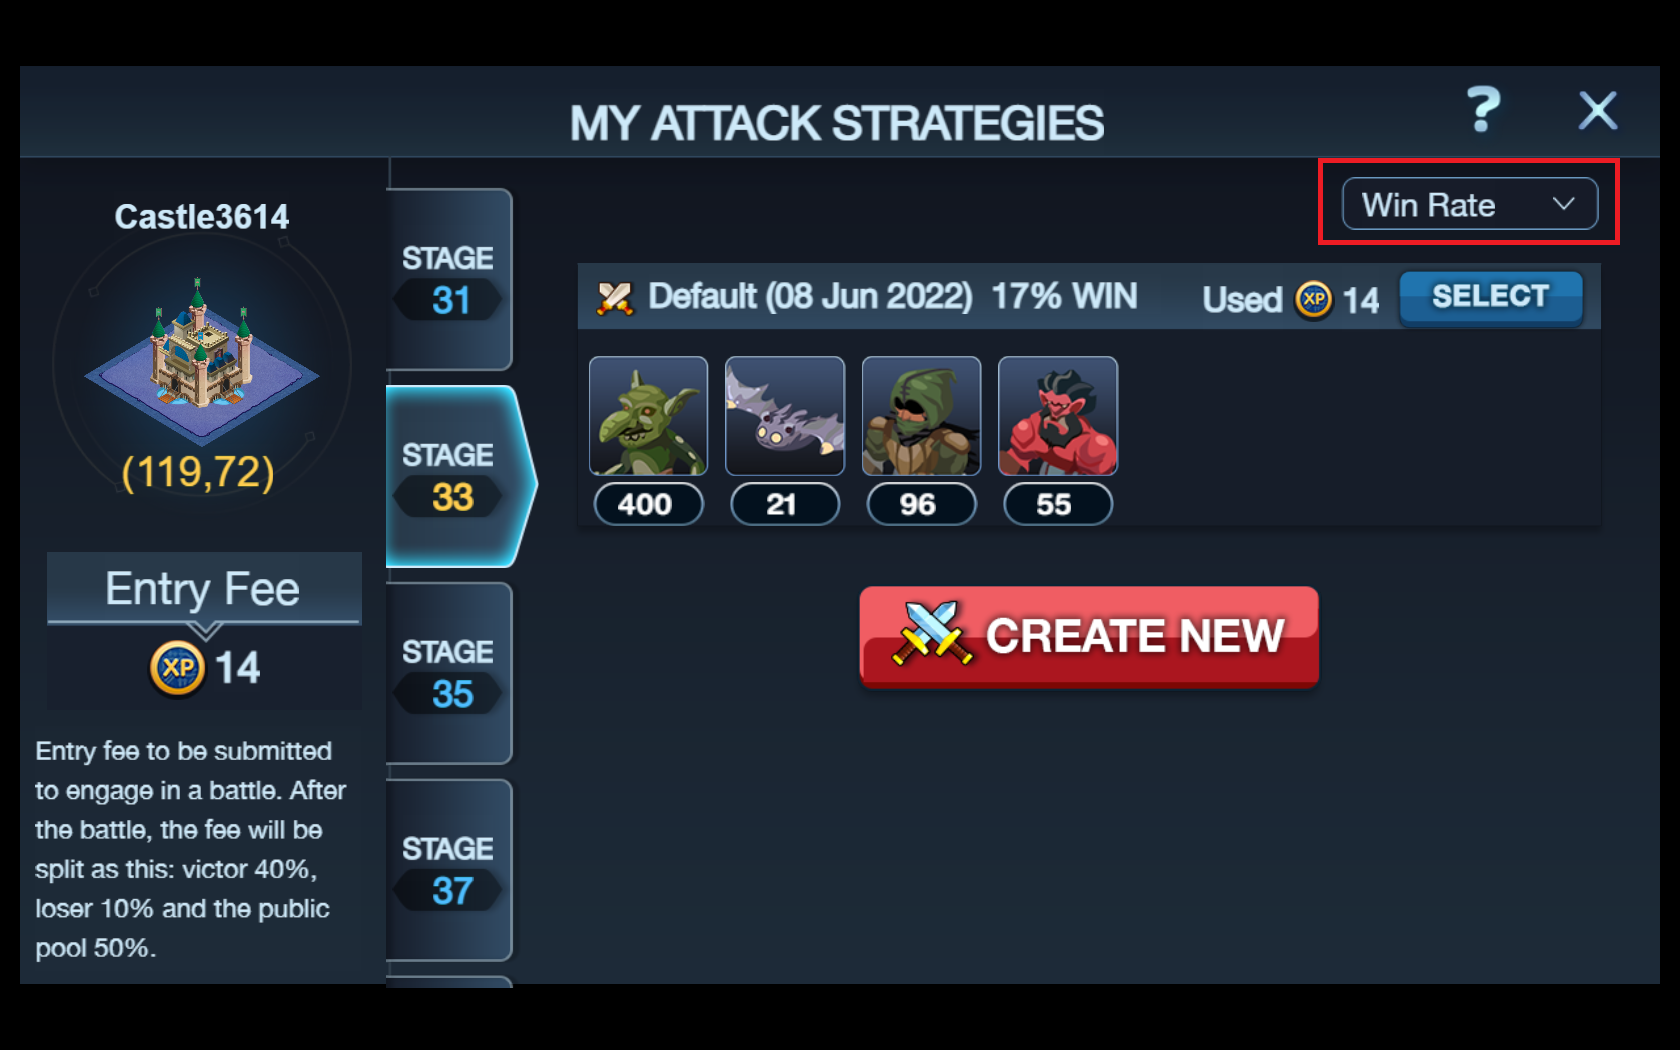 MY ATTACK STRATEGIES
?
Castle3614
(119,72)
Entry Fee
XP 14
Entry fee to be submitted
to engage in a battle. After
the battle, the fee will be
split as this: victor 40%,
loser 10% and the public
pool 50%.
STAGE
31
STAGE
33
STAGE
35
STAGE
37
Win Rate
Default (08 Jun 2022) 17% WIN Used XP 14 SELECT
400 21 96 55
CREATE NEW